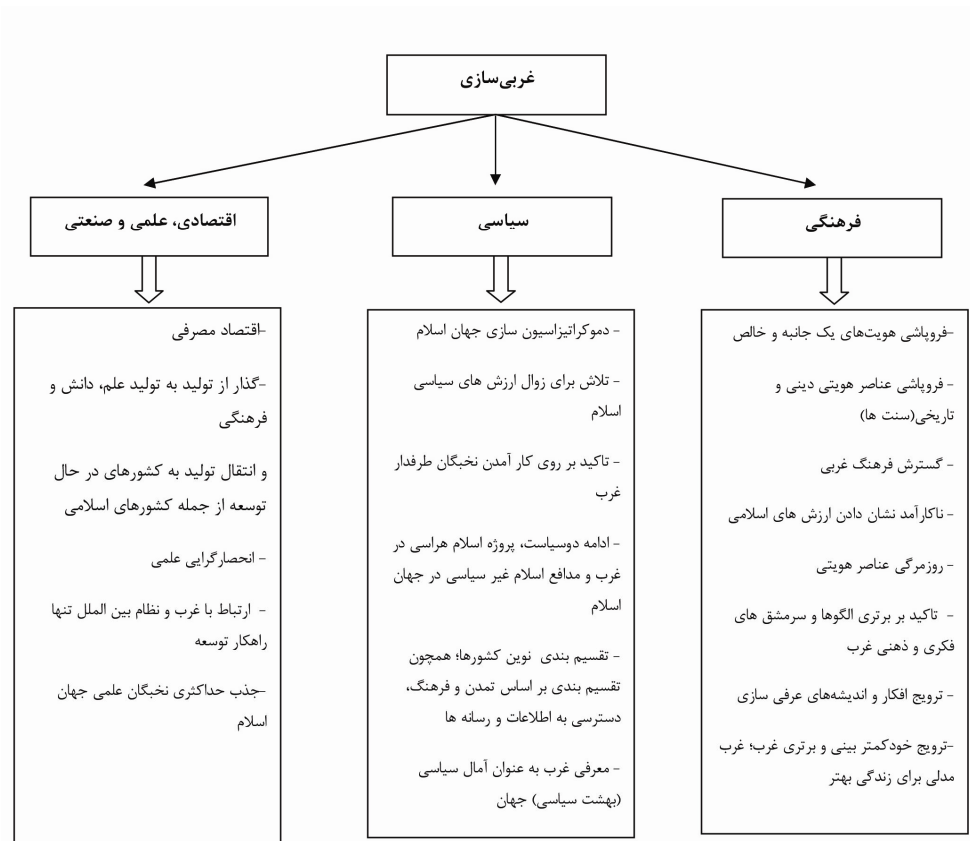 غربی‌سازی
فرهنگی
-فروپاشی هویت‌های یک جانبه و خالص
- فروپاشی عناصر هویتی دینی و
تاریخی(سنت ها)
- گسترش فرهنگ غربی
- ناکارآمد نشان دادن ارزش های اسلامی
- روزمرگی عناصر هویتی
- تاکید بر برتری الگوها و سرمشق های
فکری و ذهنی غرب
- ترویج افکار و اندیشه‌های عرفی سازی
-ترویج خودکمتر بینی و برتری غرب؛ غرب
مدلی برای زندگی بهتر
سیاسی
- دموکراتیزاسیون سازی جهان اسلام
- تلاش برای زوال ارزش های سیاسی
اسلام
- تاکید بر روی کار آمدن نخبگان طرفدار
غرب
- ادامه دوسیاست، پروژه اسلام هراسی در
غرب و مدافع اسلام غیر سیاسی در جهان
اسلام
- تقسیم بندی نوین کشورها؛ همچون
تقسیم بندی بر اساس تمدن و فرهنگ،
دسترسی به اطلاعات و رسانه ها
- معرفی غرب به عنوان آمال سیاسی
(بهشت سیاسی) جهان
اقتصادی، علمی و صنعتی
-اقتصاد مصرفی
-گذار از تولید به تولید علم، دانش و
فرهنگی
و انتقال تولید به کشورهای در حال
توسعه از جمله کشورهای اسلامی
- انحصارگرایی علمی
- ارتباط با غرب و نظام بین الملل تنها
راهکار توسعه
-جذب حداکثری نخبگان علمی جهان
اسلام